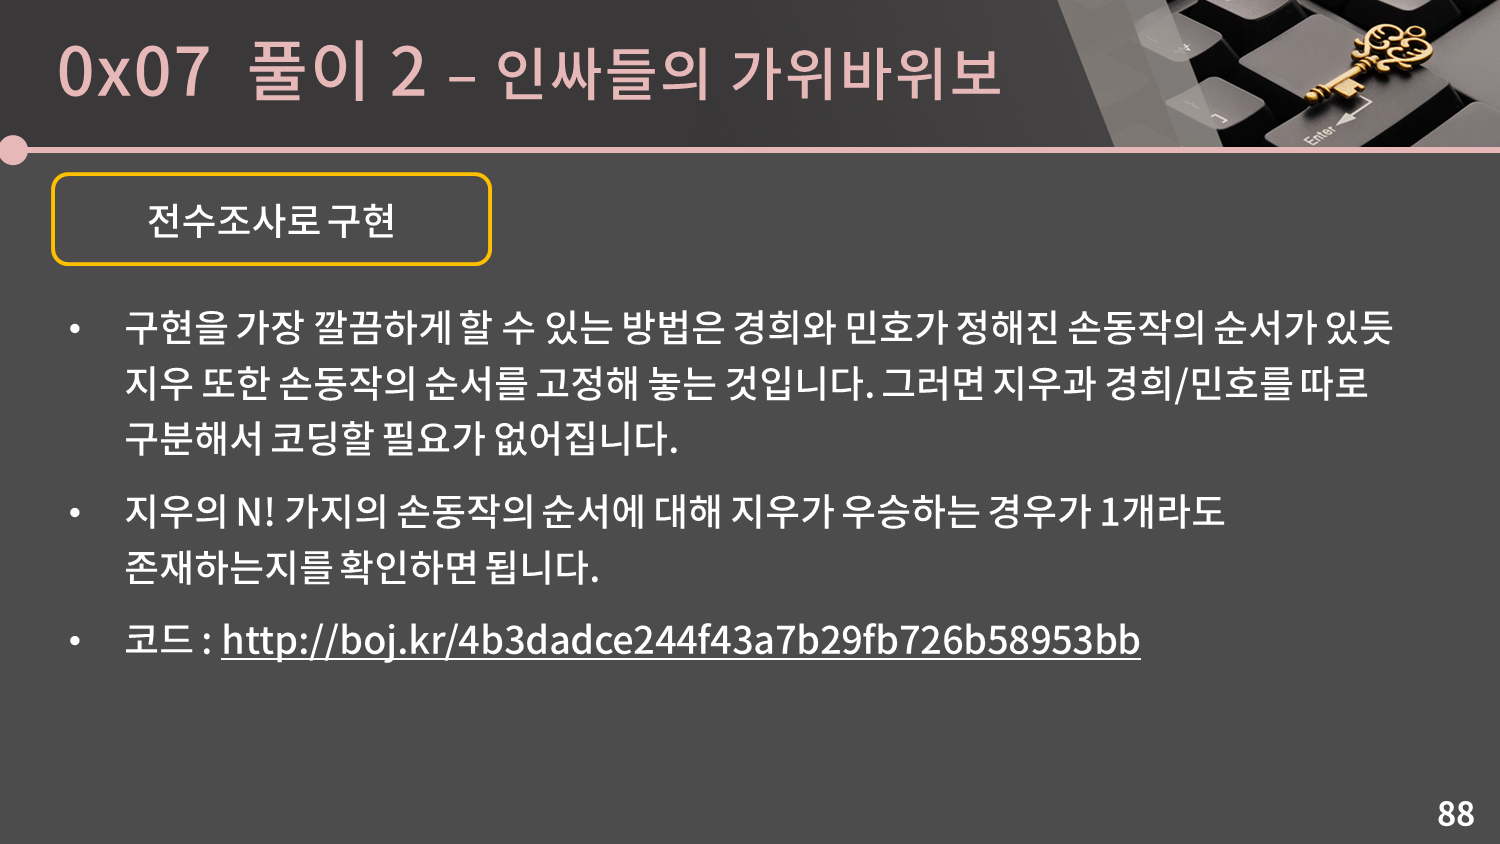 0x07 풀이 2 – 인싸들의 가위바위보
전수조사로 구현
• 구현을 가장 깔끔하게 할 수 있는 방법은 경희와 민호가 정해진 손동작의 순서가 있듯
지우 또한 손동작의 순서를 고정해 놓는 것입니다. 그러면 지우과 경희/민호를 따로
구분해서 코딩할 필요가 없어집니다.
• 지우의 N! 가지의 손동작의 순서에 대해 지우가 우승하는 경우가 1개라도
존재하는지를 확인하면 됩니다.
• 코드 : http://boj.kr/4b3dadce244f43a7b29fb726b58953bb
Enter
88